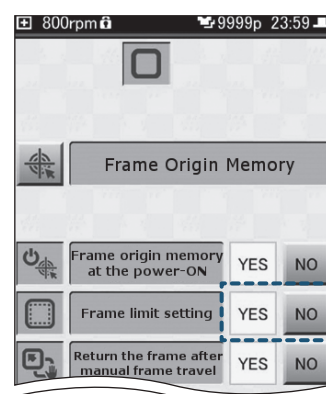 800rpm 9999p 23:59
Frame Origin Memory
Frame origin memory
at the power-ON
YES NO
Frame limit setting YES NO
Return the frame after
manual frame travel
YES NO